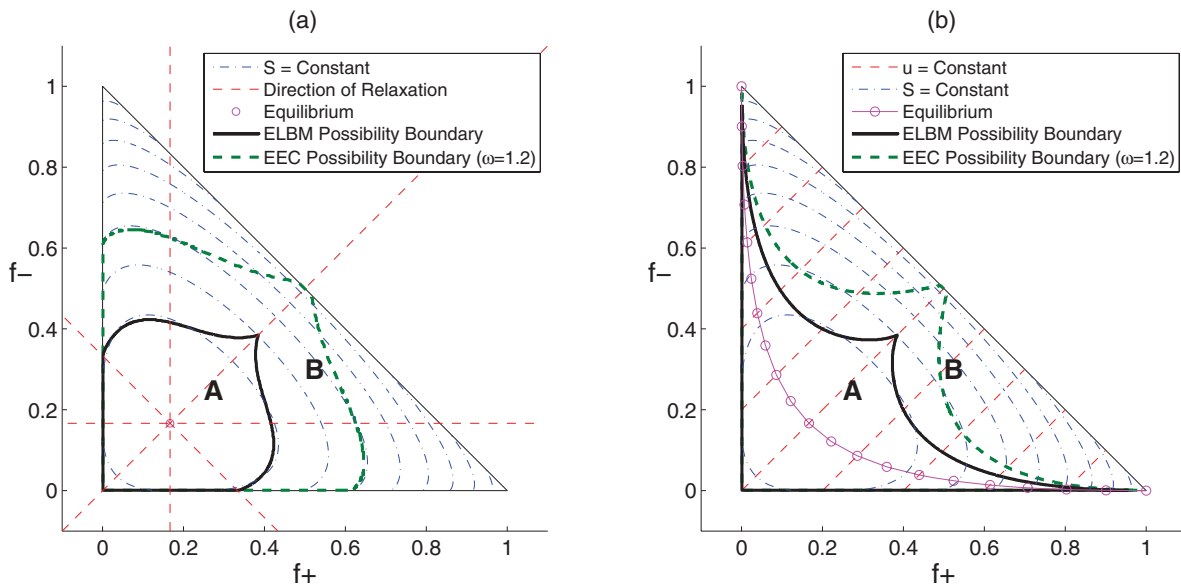 (a)
S = Constant
Direction of Relaxation
Equilibrium
ELBM Possibility Boundary
EEC Possibility Boundary (ω=1.2)
1
0.8
0.6
f−
0.4
0.2
0
A
B
0
0.2
0.4
0.6
0.8
1
f+
(b)
u = Constant
S = Constant
Equilibrium
ELBM Possibility Boundary
EEC Possibility Boundary (ω=1.2)
1
0.8
0.6
f−
0.4
0.2
0
A
B
0
0.2
0.4
0.6
0.8
1
f+